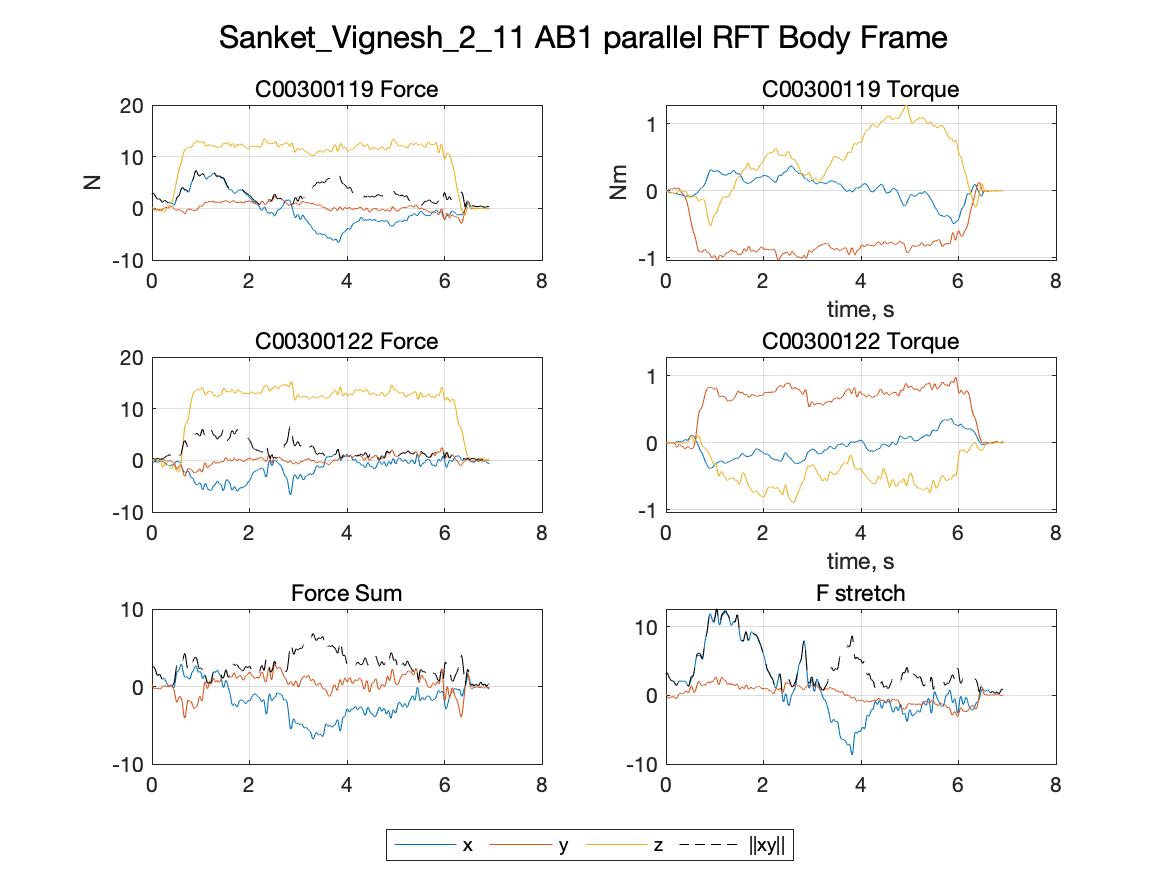 Sanket_Vignesh_2_11 AB1 parallel RFT Body Frame
C00300119 Force
20
10
0
-10
N
0 2 4 6 8
C00300119 Torque
1
0
-1
Nm
0 2 4 6 8
time, s
C00300122 Force
20
10
0
-10
0 2 4 6 8
C00300122 Torque
1
0
-1
0 2 4 6 8
time, s
Force Sum
10
0
-10
0 2 4 6 8
F stretch
10
0
-10
0 2 4 6 8
x y z ||xy||